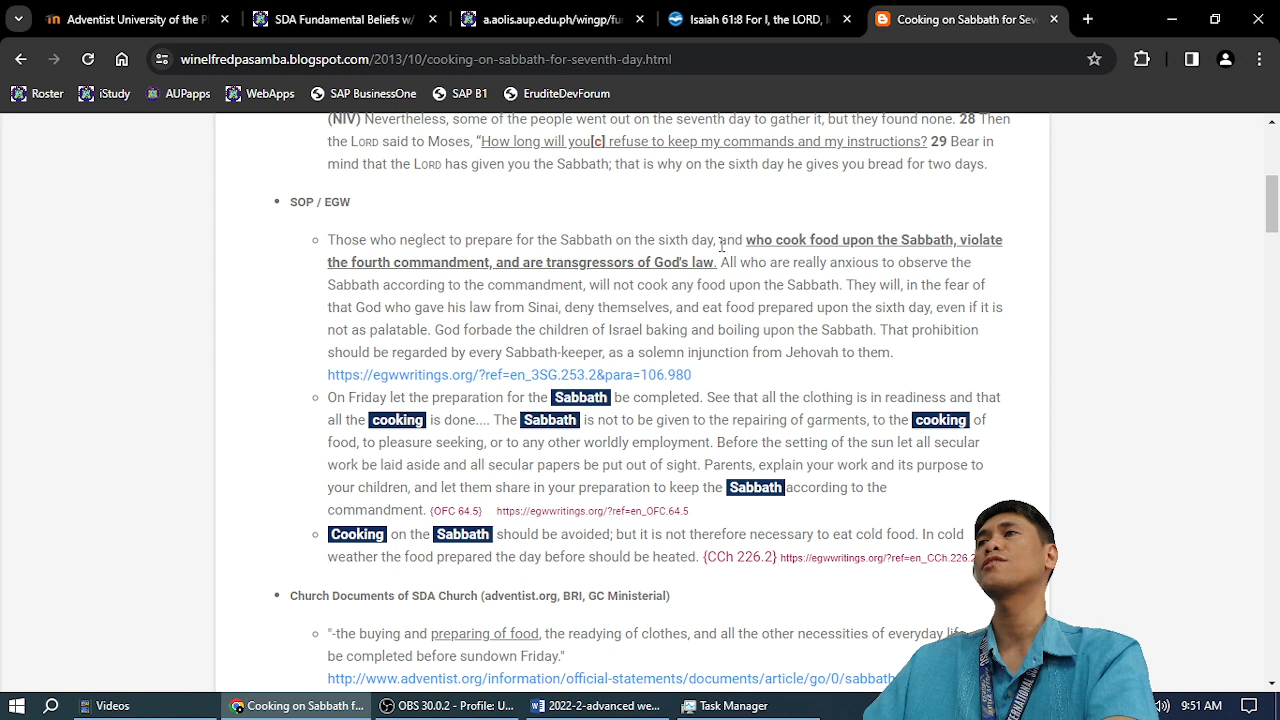 Adventist University of the P
SDA Fundamental Beliefs w/
a.aolis.aup.edu.ph/wingp/fu
Isaiah 61:8 For I, the LORD, l
Cooking on Sabbath for Sev
winelfredpasamba.blogspot.com/2013/10/cooking-on-sabbath-for-seventh-day.html
Roster iStudy AUPapps WebApps SAP BusinessOne SAP B1 EruditeDevForum
(NIV) Nevertheless, some of the people went out on the seventh day to gather it, but they found none. 28 Then
the LORD said to Moses, “How long will you[c] refuse to keep my commands and my instructions? 29 Bear in
mind that the LORD has given you the Sabbath; that is why on the sixth day he gives you bread for two days.
SOP / EGW
Those who neglect to prepare for the Sabbath on the sixth day, and who cook food upon the Sabbath, violate
the fourth commandment, and are transgressors of God's law. All who are really anxious to observe the
Sabbath according to the commandment, will not cook any food upon the Sabbath. They will, in the fear of
that God who gave his law from Sinai, deny themselves, and eat food prepared upon the sixth day, even if it is
not as palatable. God forbade the children of Israel baking and boiling upon the Sabbath. That prohibition
should be regarded by every Sabbath-keeper, as a solemn injunction from Jehovah to them.
https://egwwritings.org/?ref=en_3SG.253.2&para=106.980
On Friday let the preparation for the Sabbath be completed. See that all the clothing is in readiness and that
all the cooking is done.... The Sabbath is not to be given to the repairing of garments, to the cooking of
food, to pleasure seeking, or to any other worldly employment. Before the setting of the sun let all secular
work be laid aside and all secular papers be put out of sight. Parents, explain your work and its purpose to
your children, and let them share in your preparation to keep the Sabbath according to the
commandment. {OFC 64.5} https://egwwritings.org/?ref=en_OFC.64.5
Cooking on the Sabbath should be avoided; but it is not therefore necessary to eat cold food. In cold
weather the food prepared the day before should be heated. {CCh 226.2} https://egwwritings.org/?ref=en_CCh.226.2
Church Documents of SDA Church (adventist.org, BRI, GC Ministerial)
"-the buying and preparing of food, the readying of clothes, and all the other necessities of everyday
be completed before sundown Friday."
http://www.adventist.org/information/official-statements/documents/article/go/0/sabbath
Videos
Cooking on Sabbath f...
OBS 30.0.2 - Profile: U...
2022-2-advanced we...
Task Manager
9:51 AM